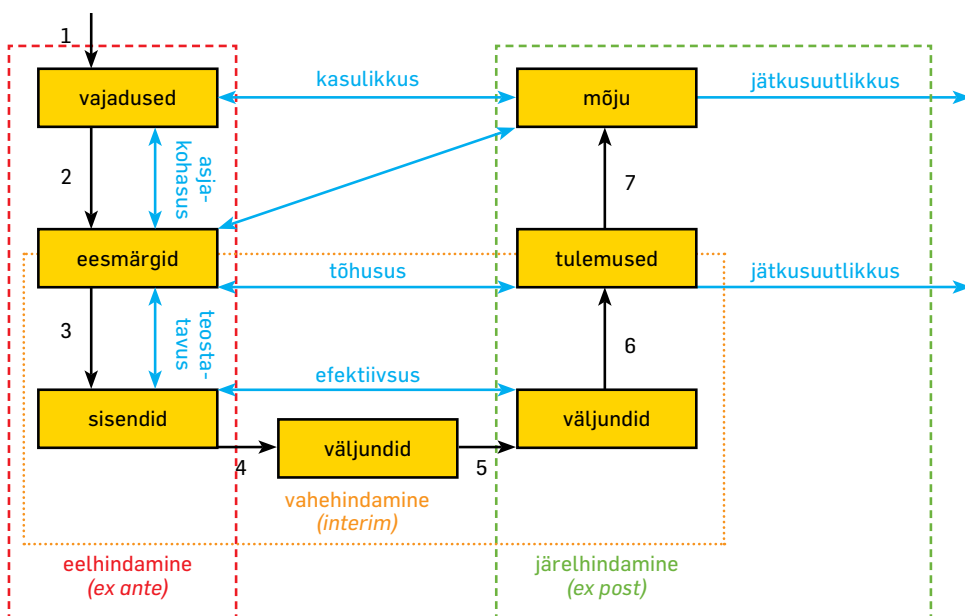 1
vajadused
kasulikkus
mõju
jätkusuutlikkus
2
asja-
kohasus
7
eesmärgid
tõhusus
tulemused
jätkusuutlikkus
3
teosta-
tavus
6
sisendid
efektiivsus
väljundid
4
väljundid
5
vahehindamine
(interim)
eelhindamine
(ex ante)
järelhindamine
(ex post)